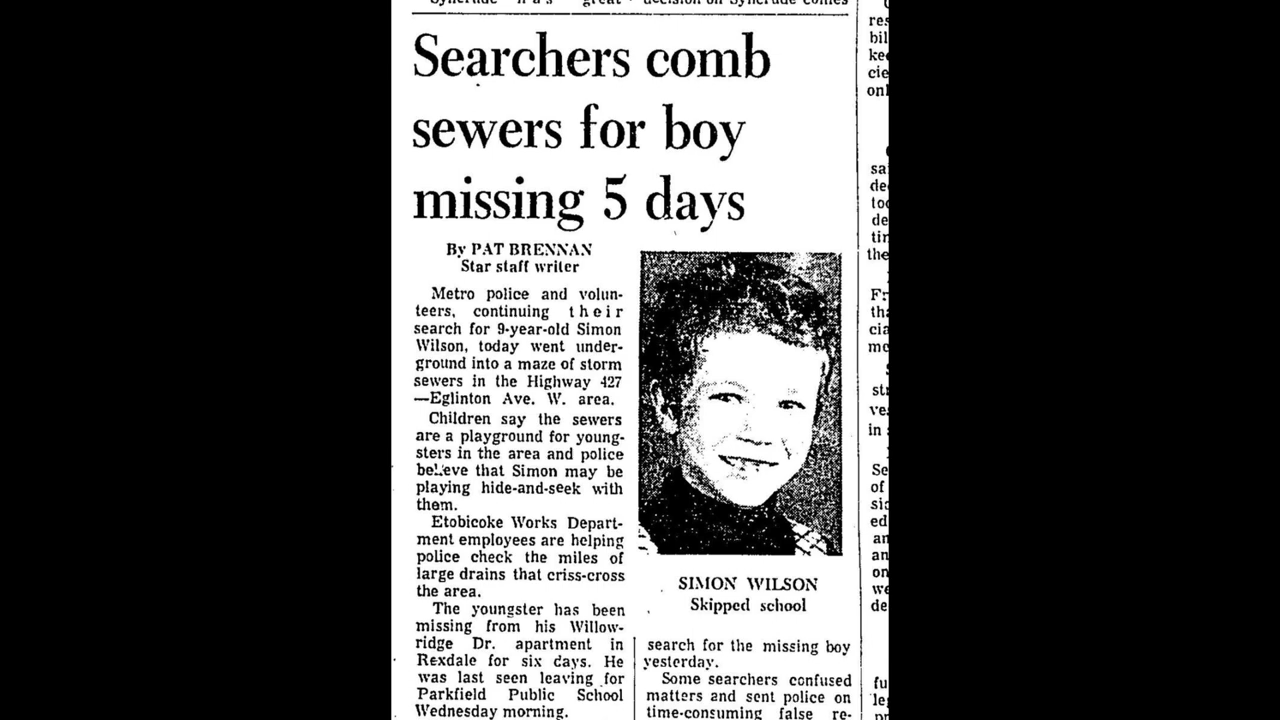 Syncrude has great decision on Syncrude comes
Searchers comb
sewers for boy
missing 5 days
By PAT BRENNAN
Star staff writer
Metro police and volun-
teers, continuing their
search for 9-year-old Simon
Wilson, today went under-
ground into a maze of storm
sewers in the Highway 427
—Eglinton Ave. W. area.
Children say the sewers
are a playground for young-
sters in the area and police
believe that Simon may be
playing hide-and-seek with
them.
Etobicoke Works Depart-
ment employees are helping
police check the miles of
large drains that criss-cross
the area.
The youngster has been
missing from his Willow-
ridge Dr. apartment in
Rexdale for six days. He
was last seen leaving for
Parkfield Public School
Wednesday morning.
SIMON WILSON
Skipped school
search for the missing boy
yesterday.
Some searchers confused
matters and sent police on
time-consuming false re-